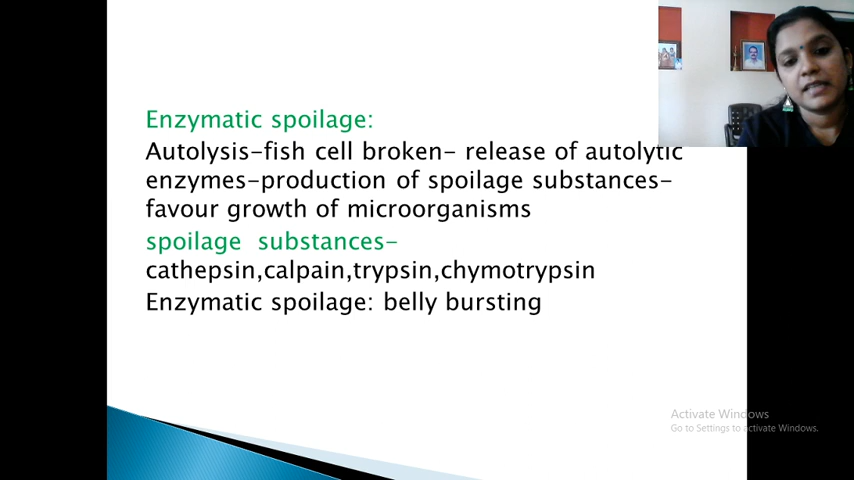 Enzymatic spoilage:
Autolysis-fish cell broken- release of autolytic
enzymes-production of spoilage substances-
favour growth of microorganisms
spoilage substances-
cathepsin,calpain,trypsin,chymotrypsin
Enzymatic spoilage: belly bursting
Activate Windows
Go to Settings to activate Windows.